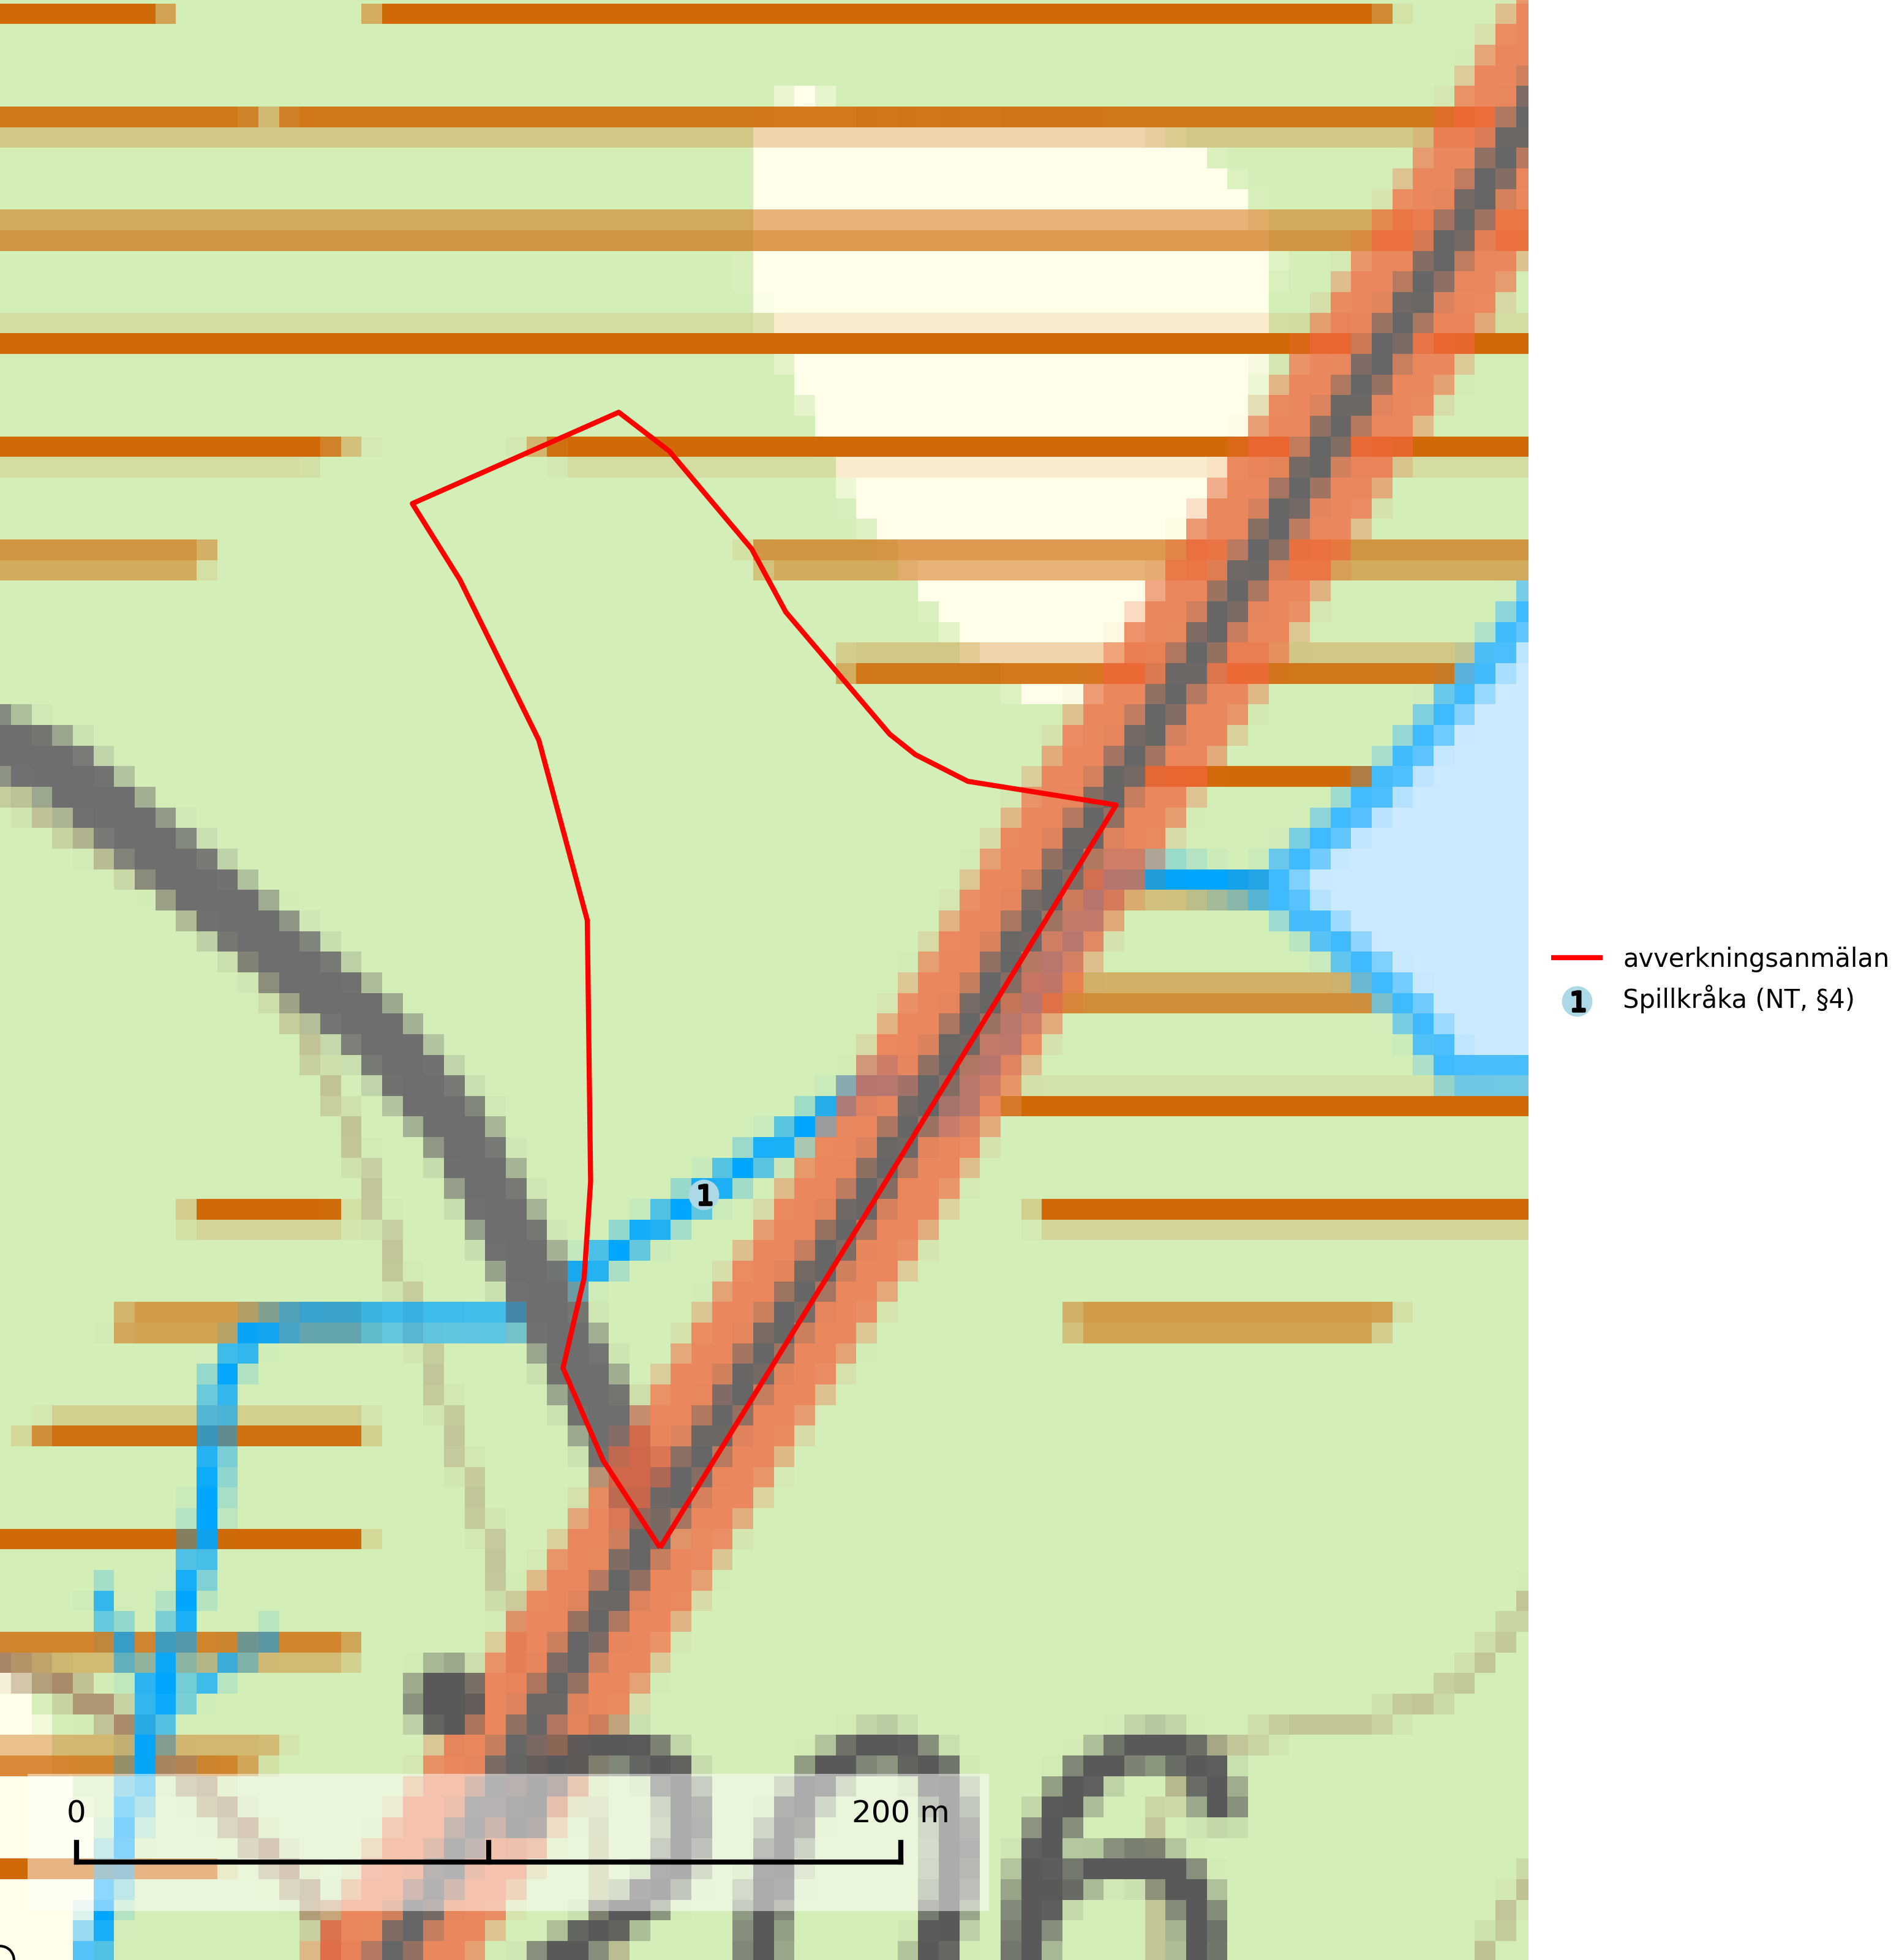 avverkningsanmälan
1 Spillkråka (NT, §4)
1
0 200 m